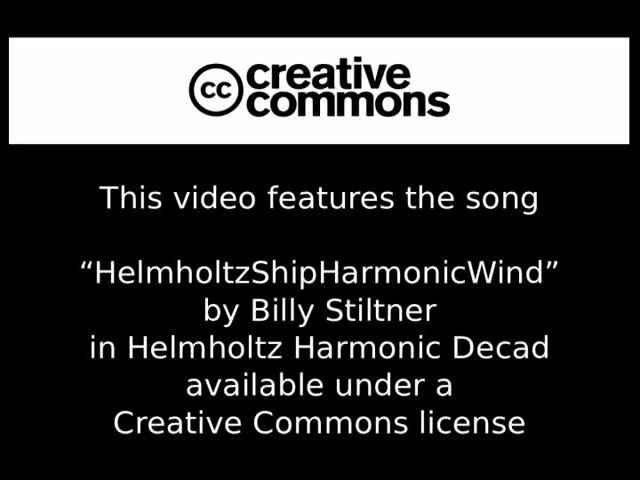 cc creative
commons
This video features the song
“HelmholtzShipHarmonicWind”
by Billy Stiltner
in Helmholtz Harmonic Decad
available under a
Creative Commons license